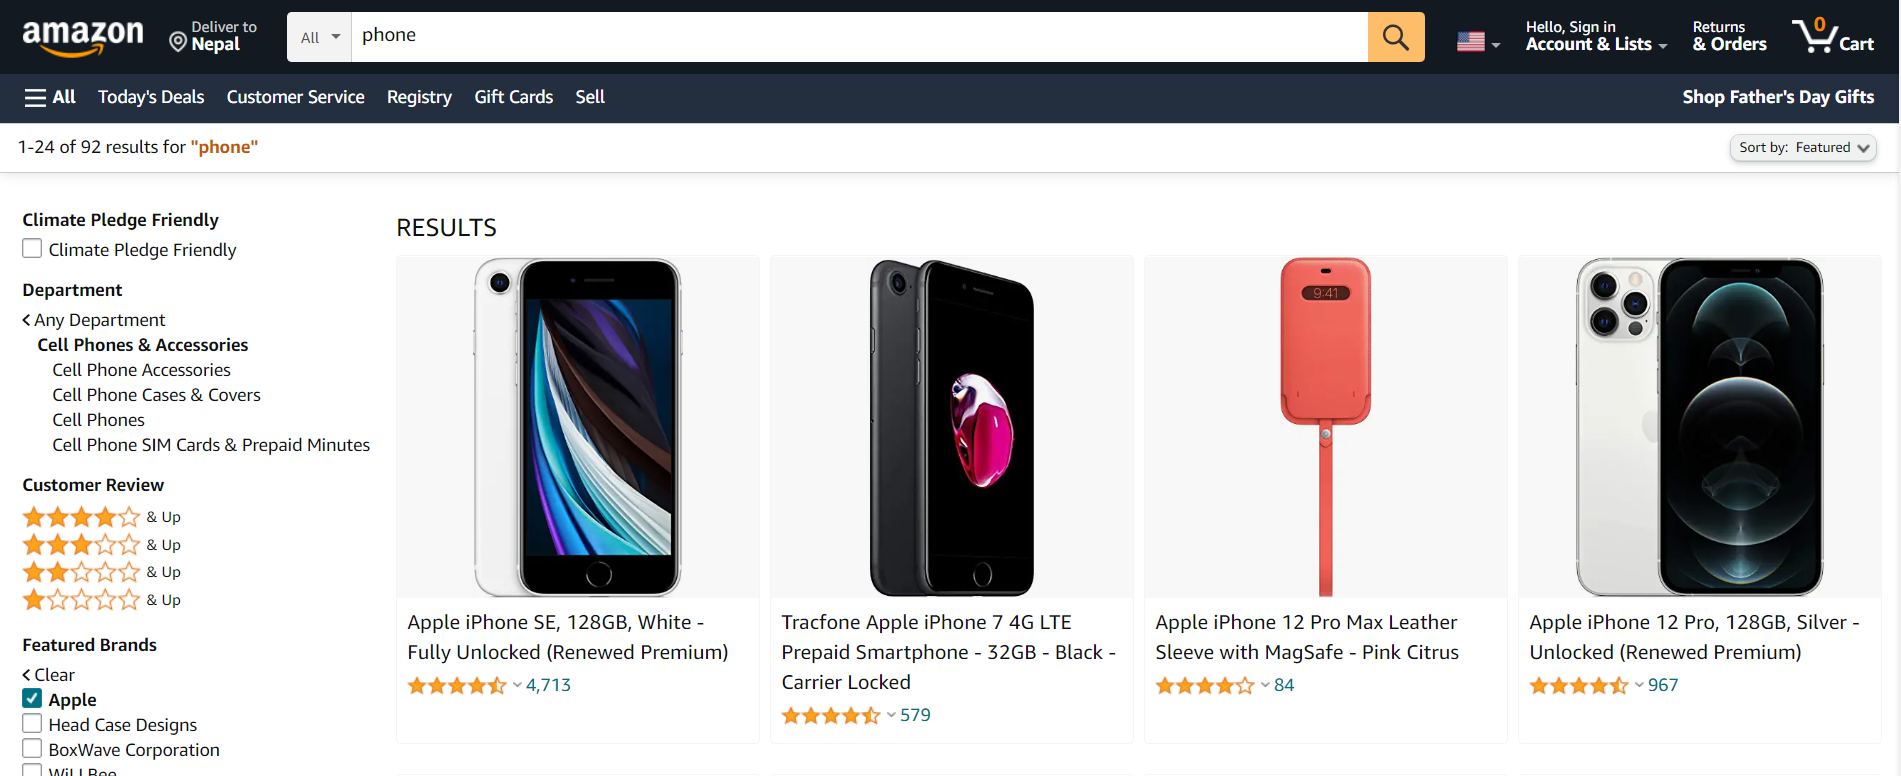 amazon
Deliver to
Nepal
All
phone
Hello, Sign in
Account & Lists
Returns
& Orders
0
Cart
All
Today's Deals
Customer Service
Registry
Gift Cards
Sell
Shop Father's Day Gifts
1-24 of 92 results for "phone"
Sort by: Featured
Climate Pledge Friendly
Climate Pledge Friendly
Department
Any Department
Cell Phones & Accessories
Cell Phone Accessories
Cell Phone Cases & Covers
Cell Phones
Cell Phone SIM Cards & Prepaid Minutes
Customer Review
& Up
& Up
& Up
& Up
Featured Brands
Clear
Apple
Head Case Designs
BoxWave Corporation
WiLLBee
RESULTS
Apple iPhone SE, 128GB, White -
Fully Unlocked (Renewed Premium)
4,713
Tracfone Apple iPhone 7 4G LTE
Prepaid Smartphone - 32GB - Black -
Carrier Locked
579
9:41
Apple iPhone 12 Pro Max Leather
Sleeve with MagSafe - Pink Citrus
84
Apple iPhone 12 Pro, 128GB, Silver -
Unlocked (Renewed Premium)
967